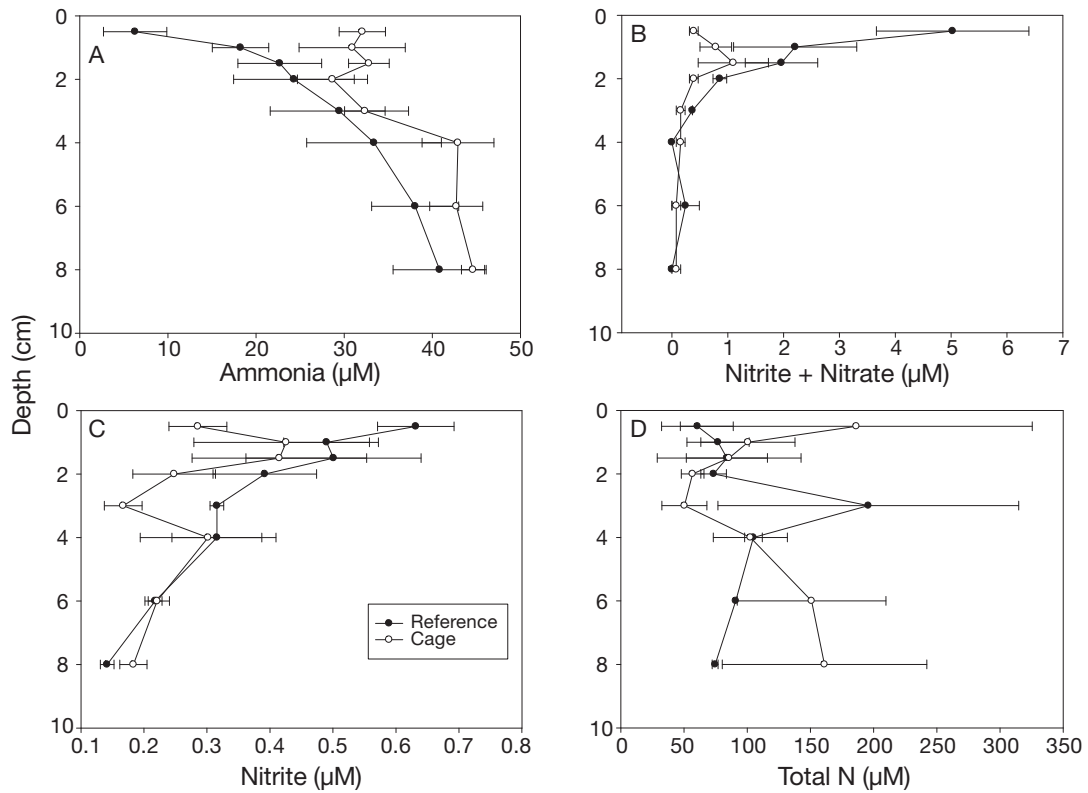 A
0
2
4
6
8
10
0 10 20 30 40 50
Ammonia (µM)
B
0
2
4
6
8
10
0 1 2 3 4 5 6 7
Nitrite + Nitrate (µM)
Depth (cm)
C
0
2
4
6
8
10
Reference
Cage
0.1 0.2 0.3 0.4 0.5 0.6 0.7 0.8
Nitrite (µM)
D
0
2
4
6
8
10
0 50 100 150 200 250 300 350
Total N (µM)